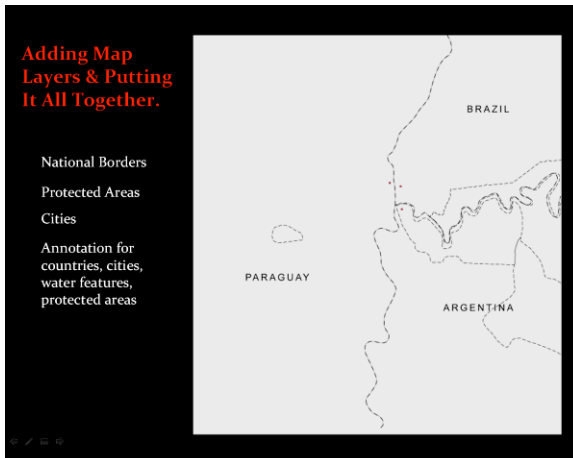 Adding Map
Layers & Putting
It All Together.
National Borders
Protected Areas
Cities
Annotation for
countries, cities,
water features,
protected areas
BRAZIL
PARAGUAY
ARGENTINA